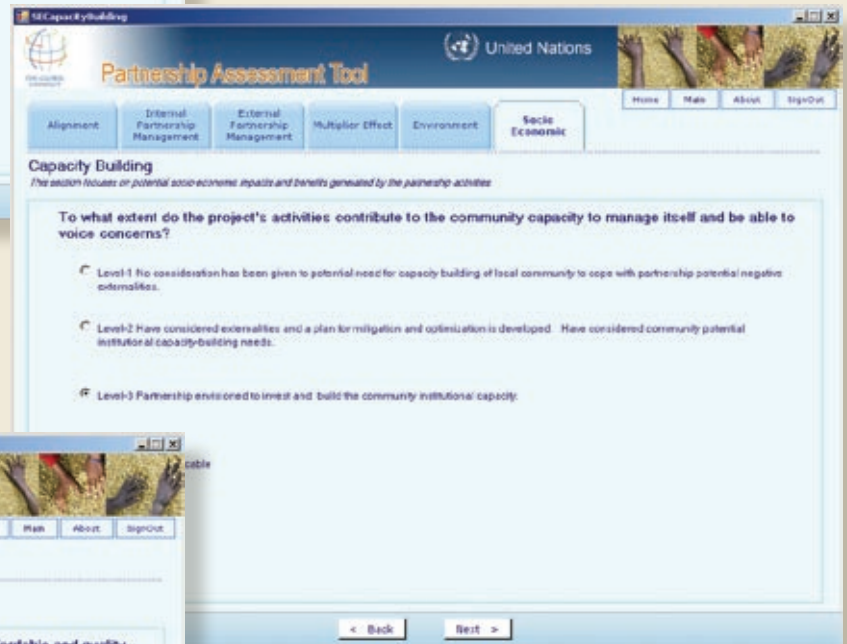 SECapacityBuilding
Partnership Assessment Tool
United Nations
Home Main About SignOut
Alignment
Internal Partnership Management
External Partnership Management
Multiplier Effect
Environment
Socio Economic
Capacity Building
This section focuses on potential socio-economic impacts and benefits generated by the partnership activities
To what extent do the project's activities contribute to the community capacity to manage itself and be able to
voice concerns?
Level-1 No consideration has been given to potential need for capacity building of local community to cope with partnership potential negative
externalities.
Level-2 Have considered externalities and a plan for mitigation and optimization is developed. Have considered community potential
institutional capacity-building needs.
Level-3 Partnership envisioned to invest and build the community institutional capacity.
cable
Main About SignOut
ordable and quality
< Back Next >